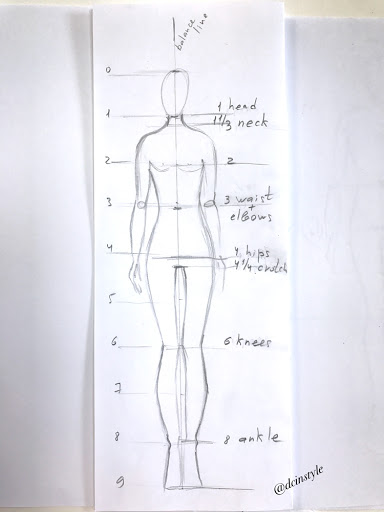 balance
line
0
1
1 head
1 1/3 neck
2
2
3
3 waist
+
elbows
4
4 hips
4 1/4 crutch
5
6
6 knees
7
8
8 ankle
9
@dcinstyle